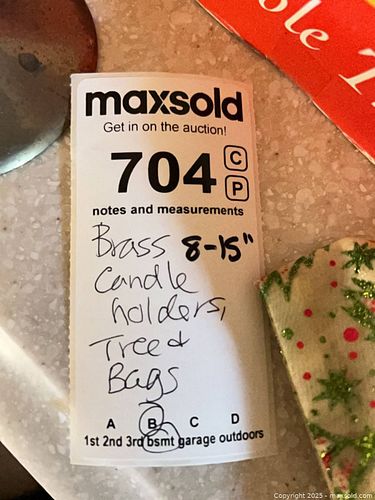 ole T
maxsold
Get in on the auction!
704 C
P
notes and measurements
Brass 8-15"
Candle
holders,
Tree &
Bags
A B C D
1st 2nd 3rd bsmt garage outdoors
Copyright 2025 - maxsold.com